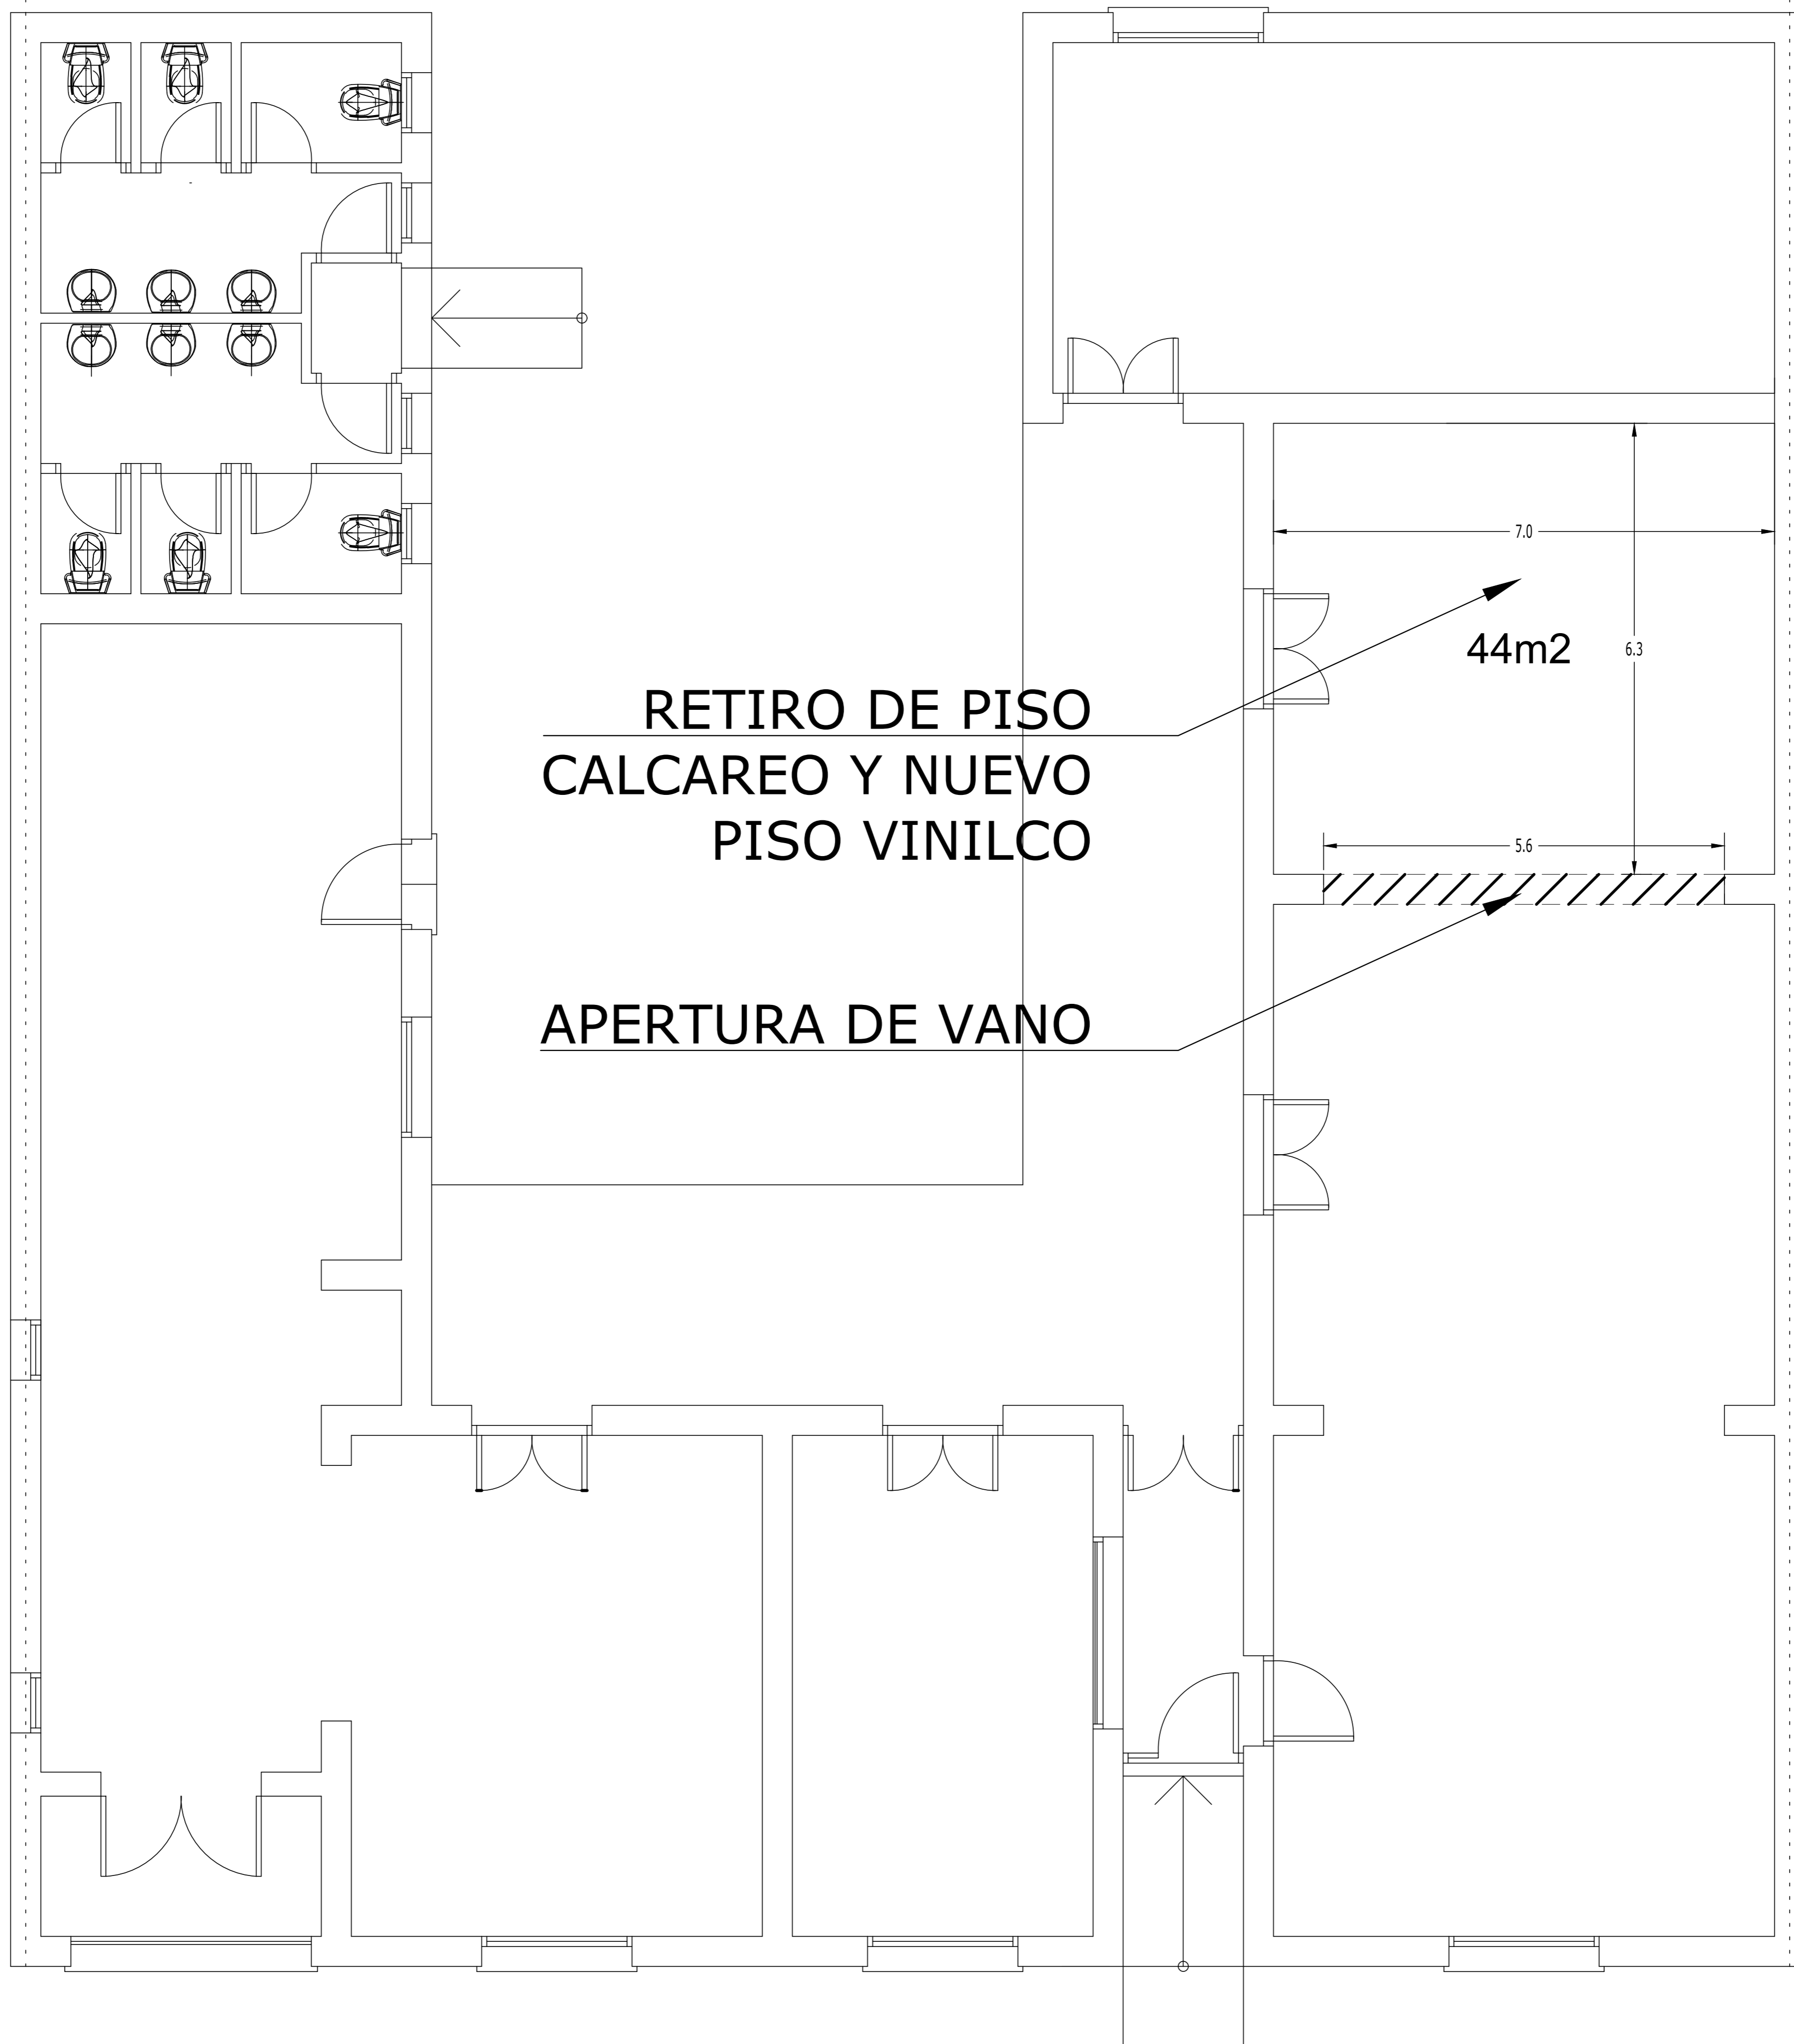 7.0
RETIRO DE PISO
CALCAREO Y NUEVO
PISO VINILCO
44m2
6.3
5.6
APERTURA DE VANO